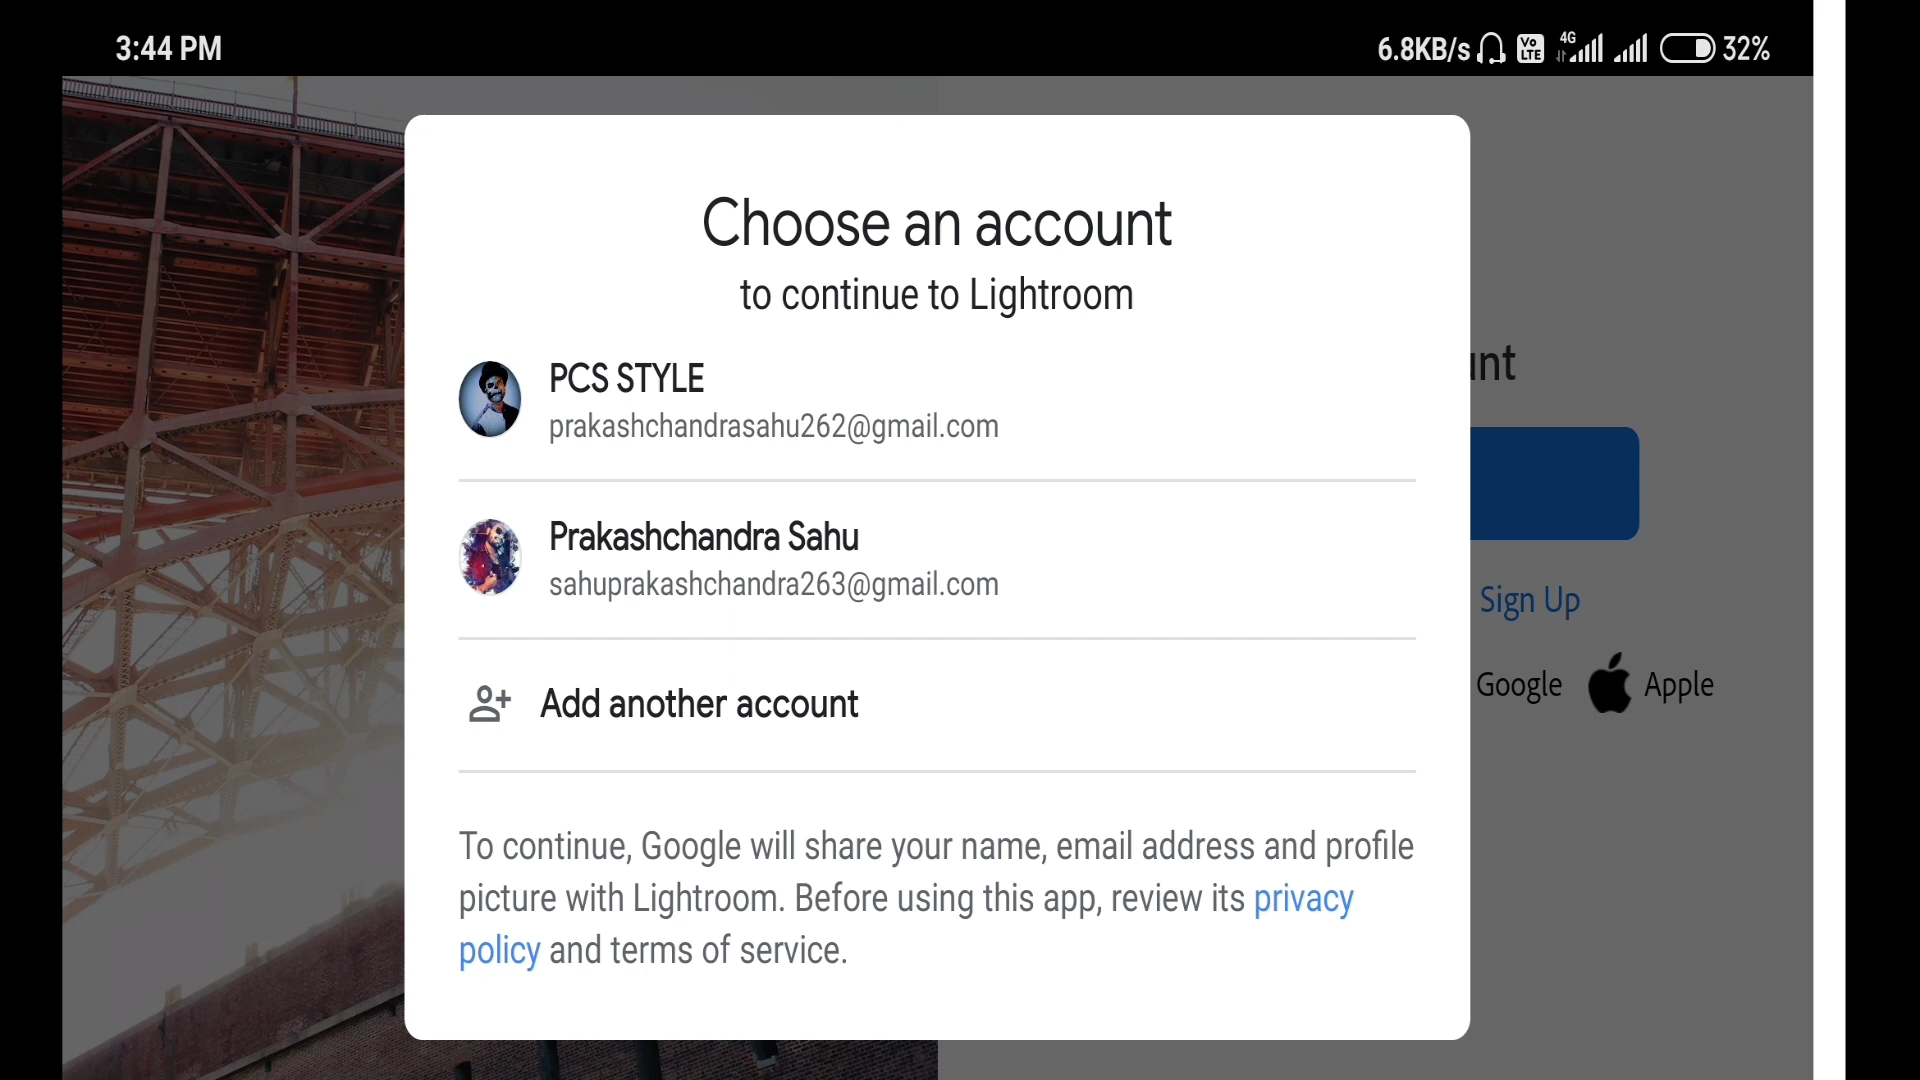 3:44 PM
6.8KB/s Vo LTE 4G 32%
Choose an account
to continue to Lightroom
PCS STYLE
prakashchandrasahu262@gmail.com
Prakashchandra Sahu
sahuprakashchandra263@gmail.com
Add another account
To continue, Google will share your name, email address and profile
picture with Lightroom. Before using this app, review its privacy
policy and terms of service.
unt
Sign Up
Google Apple